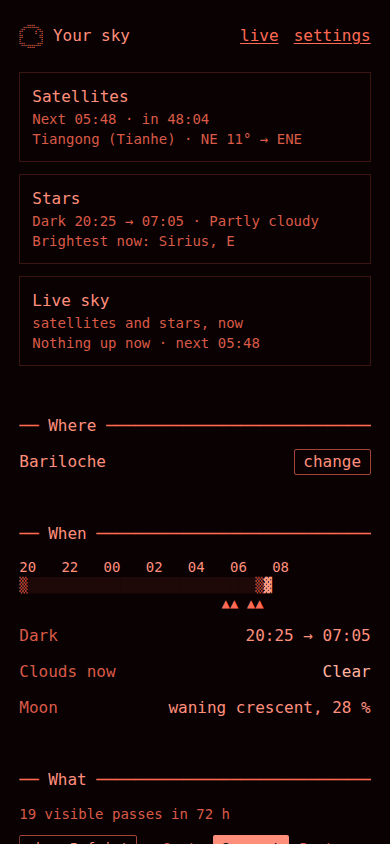 Your sky live settings
Satellites
Next 05:48 · in 48:04
Tiangong (Tianhe) · NE 11° → ENE
Stars
Dark 20:25 → 07:05 · Partly cloudy
Brightest now: Sirius, E
Live sky
satellites and stars, now
Nothing up now · next 05:48
Where
Bariloche change
When
20 22 00 02 04 06 08
Dark 20:25 → 07:05
Clouds now Clear
Moon waning crescent, 28 %
What
19 visible passes in 72 h